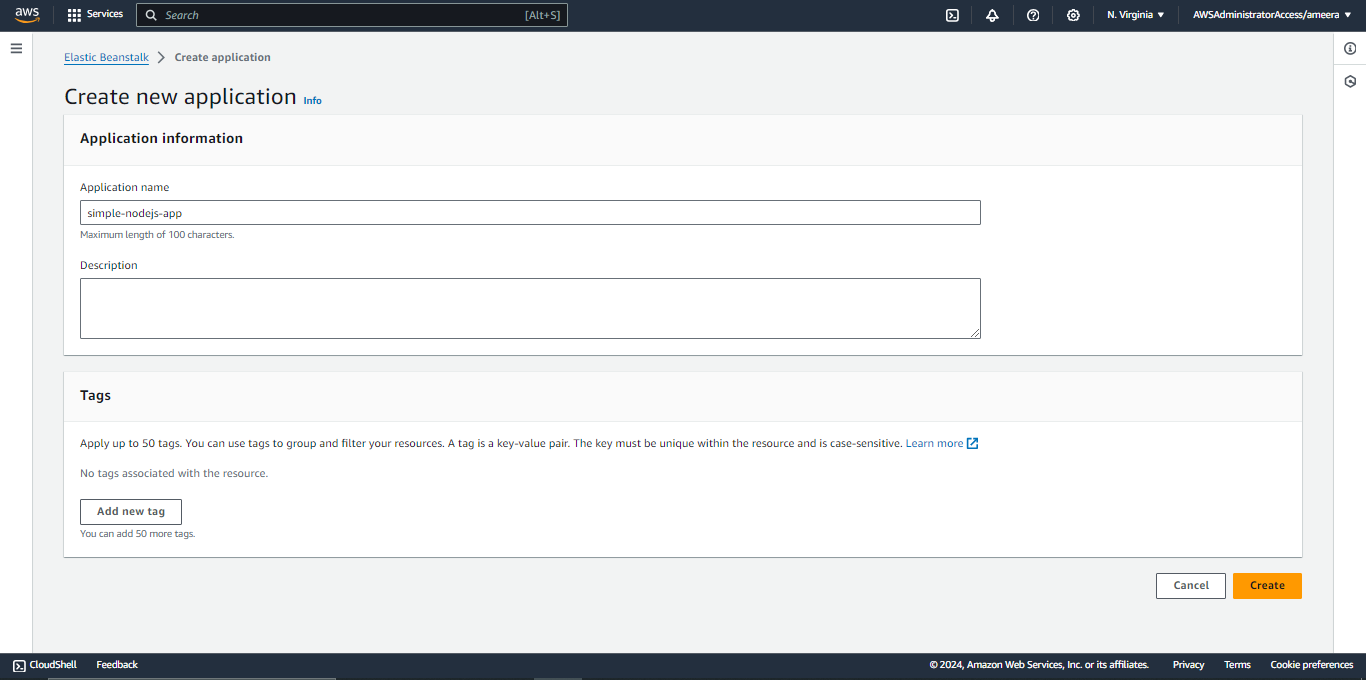 aws Services Search [Alt+S] N. Virginia AWSAdministratorAccess/ameera
Elastic Beanstalk Create application
Create new application Info
Application information
Application name
simple-nodejs-app
Maximum length of 100 characters.
Description
Tags
Apply up to 50 tags. You can use tags to group and filter your resources. A tag is a key-value pair. The key must be unique within the resource and is case-sensitive. Learn more
No tags associated with the resource.
Add new tag
You can add 50 more tags.
Cancel Create
CloudShell Feedback © 2024, Amazon Web Services, Inc. or its affiliates. Privacy Terms Cookie preferences